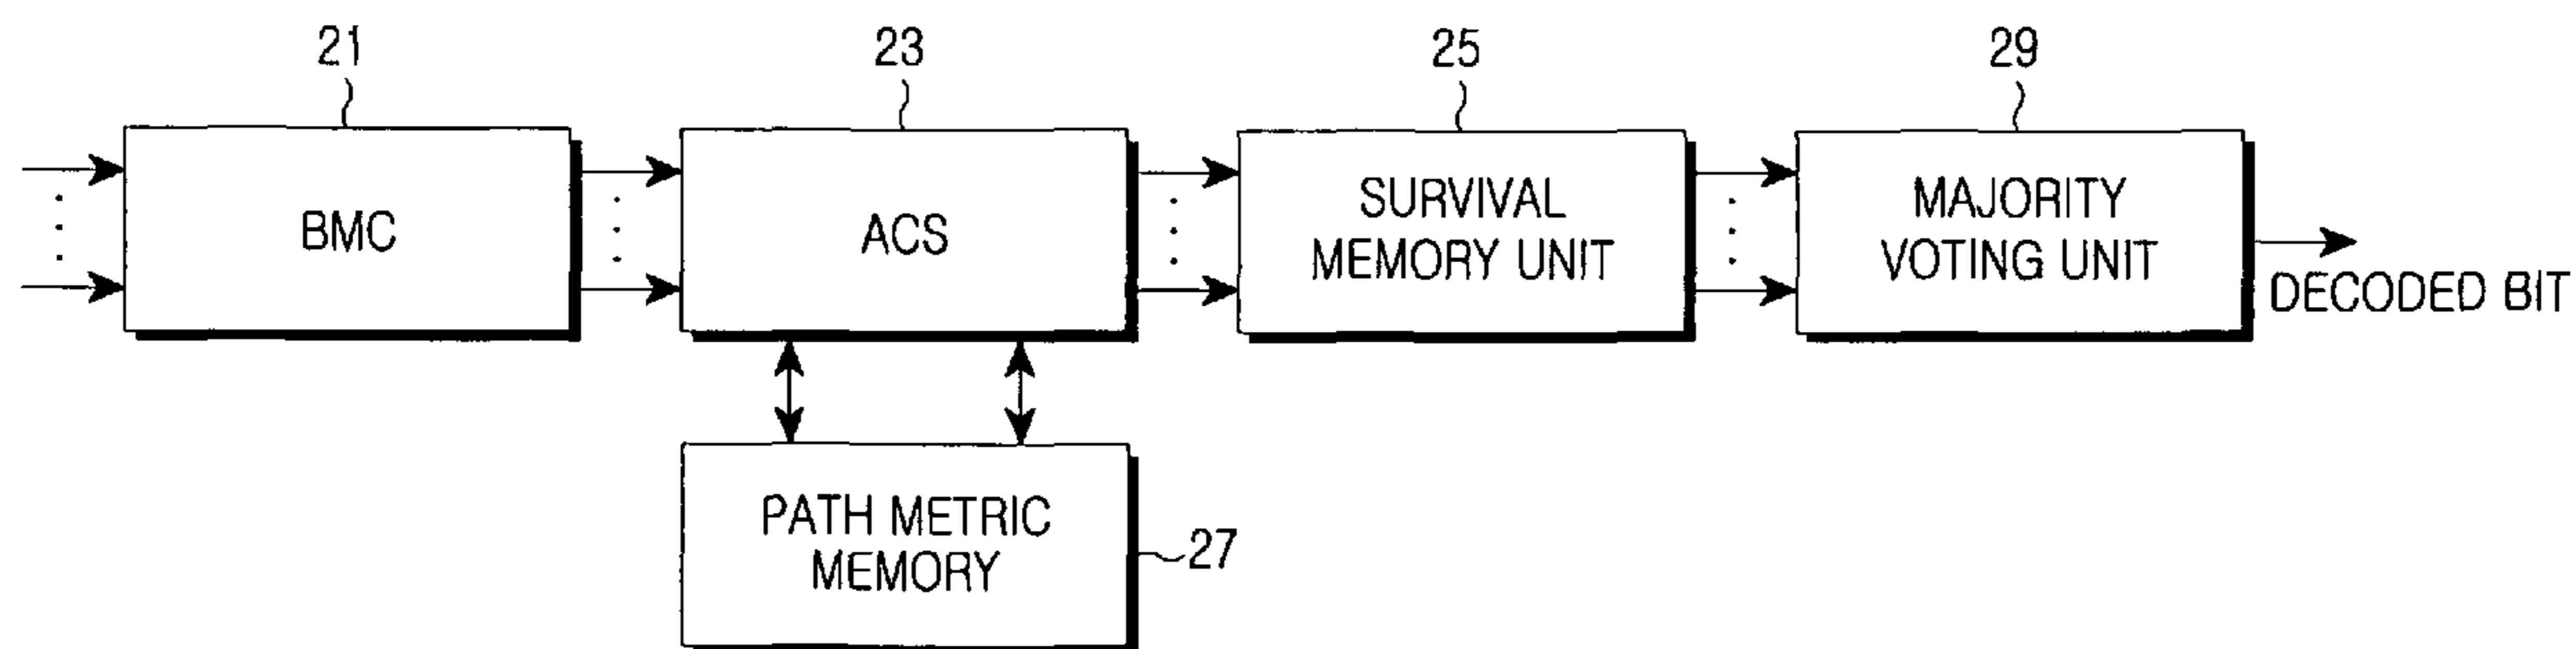 21
23
25
29
BMC
ACS
SURVIVAL
MEMORY UNIT
MAJORITY
VOTING UNIT
DECODED BIT
PATH METRIC
MEMORY
27